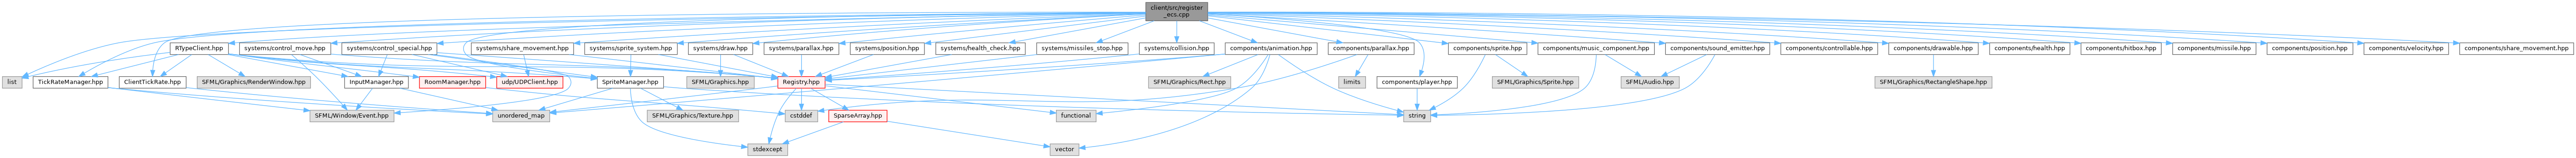 client/src/register
_ecs.cpp
RTypeClient.hpp
systems/control_move.hpp
systems/control_special.hpp
systems/share_movement.hpp
systems/sprite_system.hpp
systems/draw.hpp
systems/parallax.hpp
systems/position.hpp
systems/health_check.hpp
systems/missiles_stop.hpp
systems/collision.hpp
components/animation.hpp
components/parallax.hpp
components/sprite.hpp
components/music_component.hpp
components/sound_emitter.hpp
components/controllable.hpp
components/drawable.hpp
components/health.hpp
components/hitbox.hpp
components/missile.hpp
components/position.hpp
components/velocity.hpp
components/share_movement.hpp
list
TickRateManager.hpp
ClientTickRate.hpp
SFML/Graphics/RenderWindow.hpp
InputManager.hpp
RoomManager.hpp
udp/UDPClient.hpp
SpriteManager.hpp
SFML/Graphics.hpp
Registry.hpp
SFML/Graphics/Rect.hpp
limits
components/player.hpp
SFML/Graphics/Sprite.hpp
SFML/Audio.hpp
SFML/Graphics/RectangleShape.hpp
SFML/Window/Event.hpp
unordered_map
SFML/Graphics/Texture.hpp
cstddef
SparseArray.hpp
functional
string
stdexcept
vector